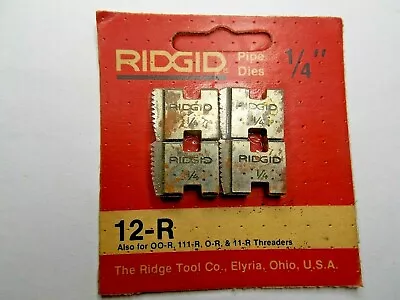 RIDGID Pipe Dies 1/4"
RIDGID RIDGID
1/4 1/4
RIDGID RIDGID
1/4 1/4
12-R
Also for OO-R, 111-R, O-R, & 11-R Threaders
The Ridge Tool Co., Elyria, Ohio, U.S.A.